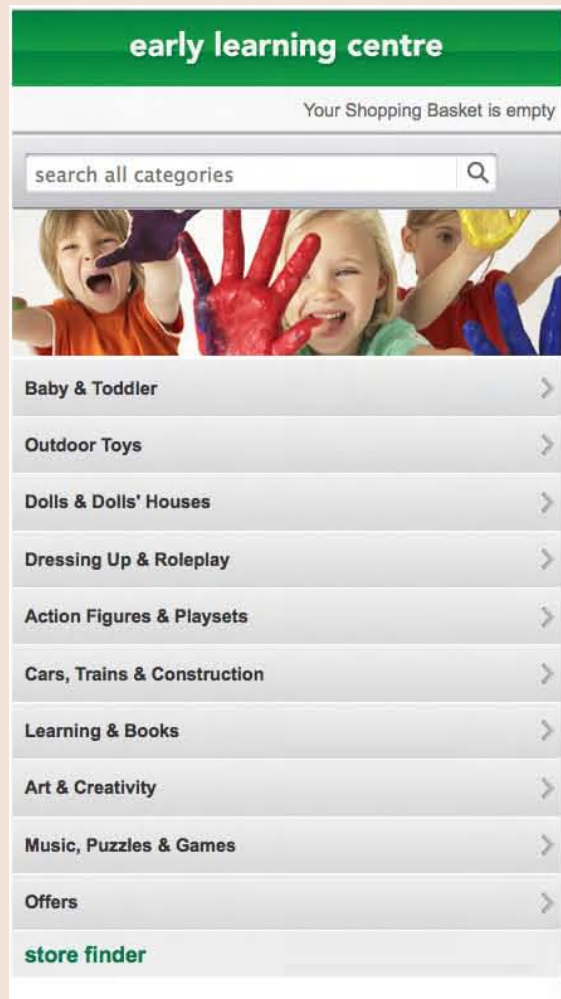 early learning centre
Your Shopping Basket is empty
search all categories
Baby & Toddler
Outdoor Toys
Dolls & Dolls' Houses
Dressing Up & Roleplay
Action Figures & Playsets
Cars, Trains & Construction
Learning & Books
Art & Creativity
Music, Puzzles & Games
Offers
store finder